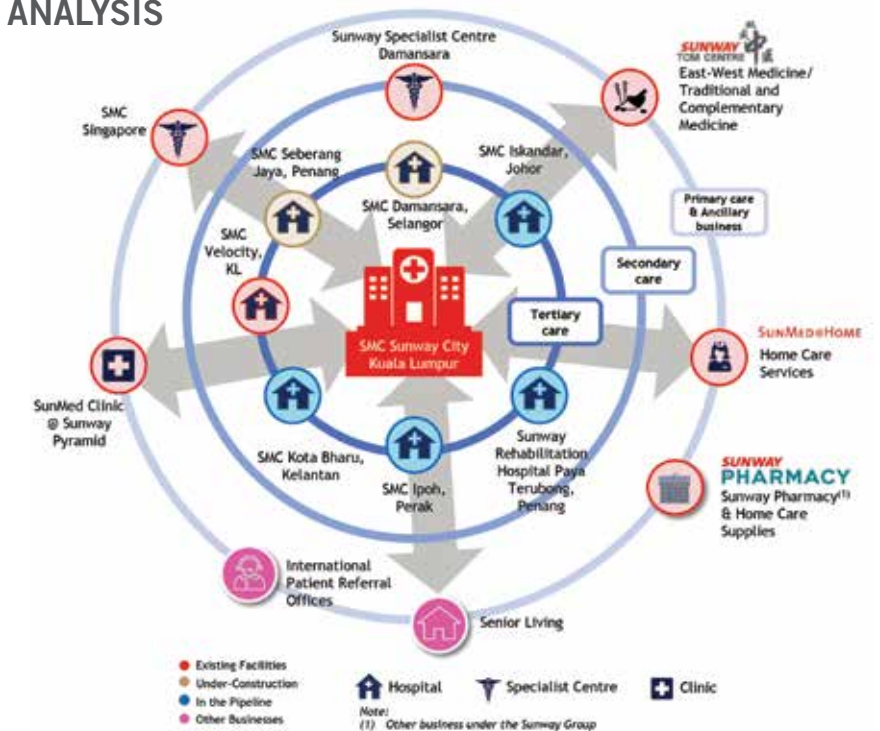 ANALYSIS
Sunway Specialist Centre
Damansara
SUNWAY
TCM CENTRE
中医
East-West Medicine/
Traditional and
Complementary
Medicine
SMC
Singapore
SMC Seberang
Jaya, Penang
SMC Iskandar,
Johor
SMC Damansara,
Selangor
Primary care
& Ancillary
business
SMC
Velocity,
KL
Secondary
care
Tertiary
care
SMC Sunway City
Kuala Lumpur
SUNMED@HOME
Home Care
Services
SunMed Clinic
@ Sunway
Pyramid
SMC Kota Bharu,
Kelantan
SMC Ipoh,
Perak
Sunway
Rehabilitation
Hospital Paya
Terubong,
Penang
SUNWAY
PHARMACY
Sunway Pharmacy(1)
& Home Care
Supplies
International
Patient Referral
Offices
Senior Living
Existing Facilities
Under-Construction
In the Pipeline
Other Businesses
Hospital
Specialist Centre
Clinic
Note:
(1) Other business under the Sunway Group